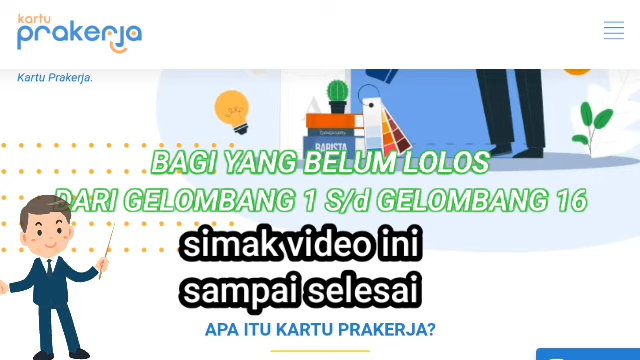 kartu
prakerja
Kartu Prakerja.
BARISTA
BAGI YANG BELUM LOLOS
DARI GELOMBANG 1 S/d GELOMBANG 16
simak video ini
sampai selesai
APA ITU KARTU PRAKERJA?